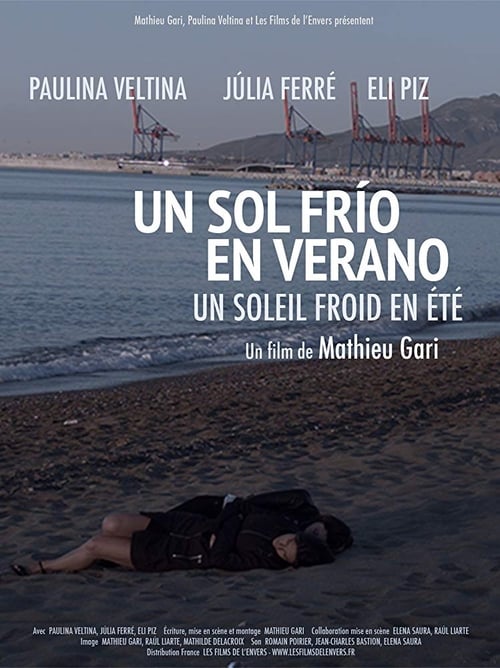 Mathieu Gari, Paulina Veltina et Les Films de l'Envers présentent
PAULINA VELTINA JÚLIA FERRÉ ELI PIZ
UN SOL FRÍO
EN VERANO
UN SOLEIL FROID EN ÉTÉ
Un film de Mathieu Gari
Avec PAULINA VELTINA, JÚLIA FERRÉ, ELI PIZ Écriture, mise en scène et montage MATHIEU GARI Collaboration mise en scène ELENA SAURA, RAÚL LIARTE
Image MATHIEU GARI, RAÚL LIARTE, MATHILDE DELACROIX Son ROMAIN POIRIER, JEAN-CHARLES BASTION, ELENA SAURA
Distribution France LES FILMS DE L'ENVERS - WWW.LESFILMSDELENVERS.FR